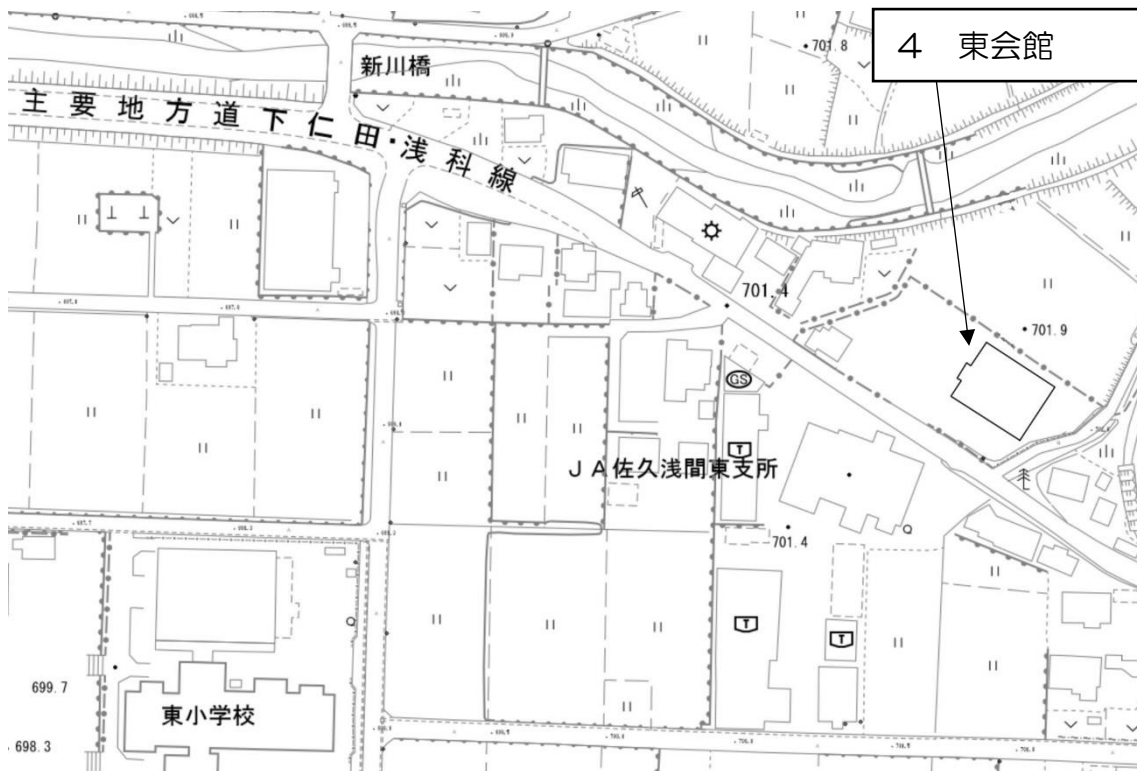 4 東会館
701.8
新川橋
主要地方道下仁田・浅科線
701.4
701.9
GS
T
JA佐久浅間東支所
701.4
T
T
699.7
東小学校
698.3